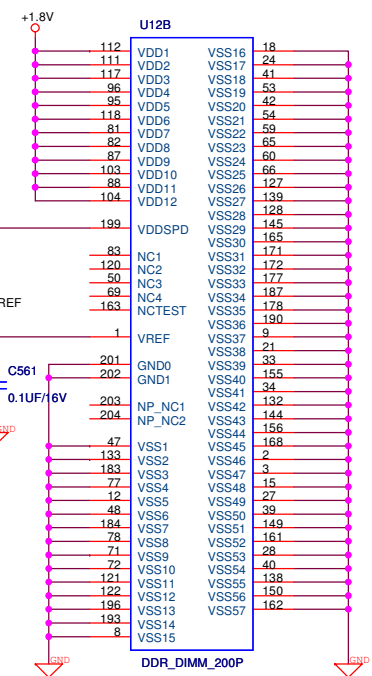 +1.8V
U12B
112 VDD1 VSS16 18
111 VDD2 VSS17 24
117 VDD3 VSS18 41
96 VDD4 VSS19 53
95 VDD5 VSS20 42
118 VDD6 VSS21 54
81 VDD7 VSS22 59
82 VDD8 VSS23 65
87 VDD9 VSS24 60
103 VDD10 VSS25 66
88 VDD11 VSS26 127
104 VDD12 VSS27 139
VSS28 128
199 VDDSPD VSS29 145
VSS30 165
83 NC1 VSS31 171
120 NC2 VSS32 172
50 NC3 VSS33 177
69 NC4 VSS34 187
REF
163 NCTEST VSS35 178
VSS36 190
1 VREF VSS37 9
VSS38 21
201 GND0 VSS39 33
C561
202 GND1 VSS40 155
0.1UF/16V
VSS41 34
203 NP_NC1 VSS42 132
204 NP_NC2 VSS43 144
GND
VSS44 156
47 VSS1 VSS45 168
133 VSS2 VSS46 2
183 VSS3 VSS47 3
77 VSS4 VSS48 15
12 VSS5 VSS49 27
48 VSS6 VSS50 39
184 VSS7 VSS51 149
78 VSS8 VSS52 161
71 VSS9 VSS53 28
72 VSS10 VSS54 40
121 VSS11 VSS55 138
122 VSS12 VSS56 150
196 VSS13 VSS57 162
193 VSS14
8 VSS15
GND
DDR_DIMM_200P
GND